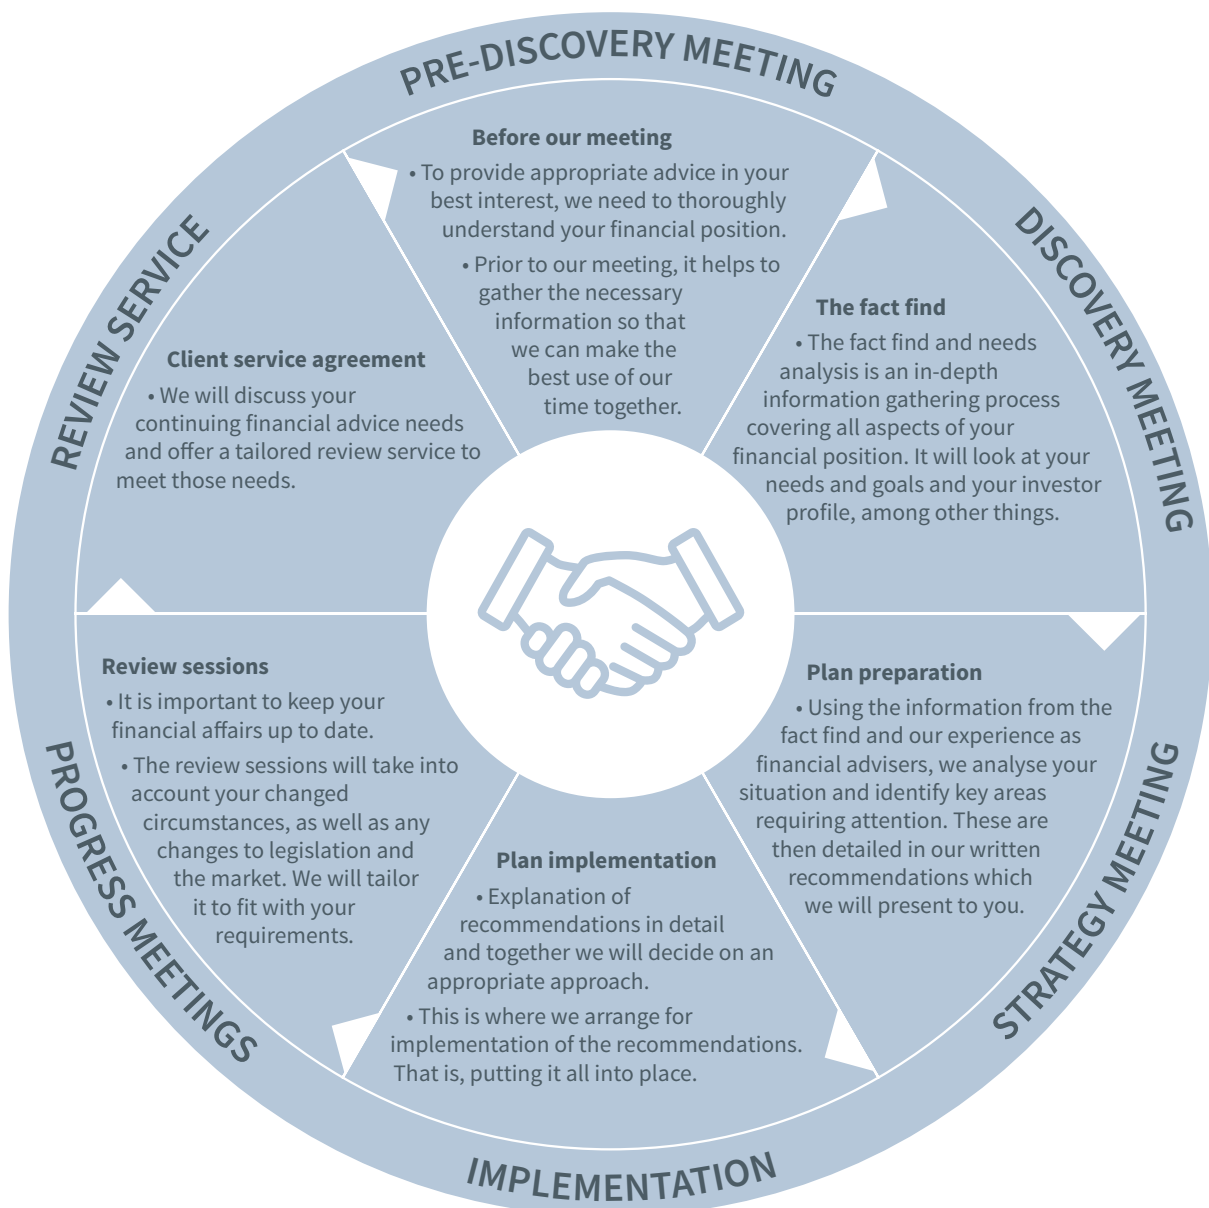 PRE-DISCOVERY MEETING
Before our meeting
• To provide appropriate advice in your
best interest, we need to thoroughly
understand your financial position.
• Prior to our meeting, it helps to
gather the necessary
information so that
we can make the
best use of our
time together.
DISCOVERY MEETING
The fact find
• The fact find and needs
analysis is an in-depth
information gathering process
covering all aspects of your
financial position. It will look at your
needs and goals and your investor
profile, among other things.
STRATEGY MEETING
Plan preparation
• Using the information from the
fact find and our experience as
financial advisers, we analyse your
situation and identify key areas
requiring attention. These are
then detailed in our written
recommendations which
we will present to you.
IMPLEMENTATION
Plan implementation
• Explanation of
recommendations in detail
and together we will decide on an
appropriate approach.
• This is where we arrange for
implementation of the recommendations.
That is, putting it all into place.
PROGRESS MEETINGS
Review sessions
• It is important to keep your
financial affairs up to date.
• The review sessions will take into
account your changed
circumstances, as well as any
changes to legislation and
the market. We will tailor
it to fit with your
requirements.
REVIEW SERVICE
Client service agreement
• We will discuss your
continuing financial advice needs
and offer a tailored review service to
meet those needs.